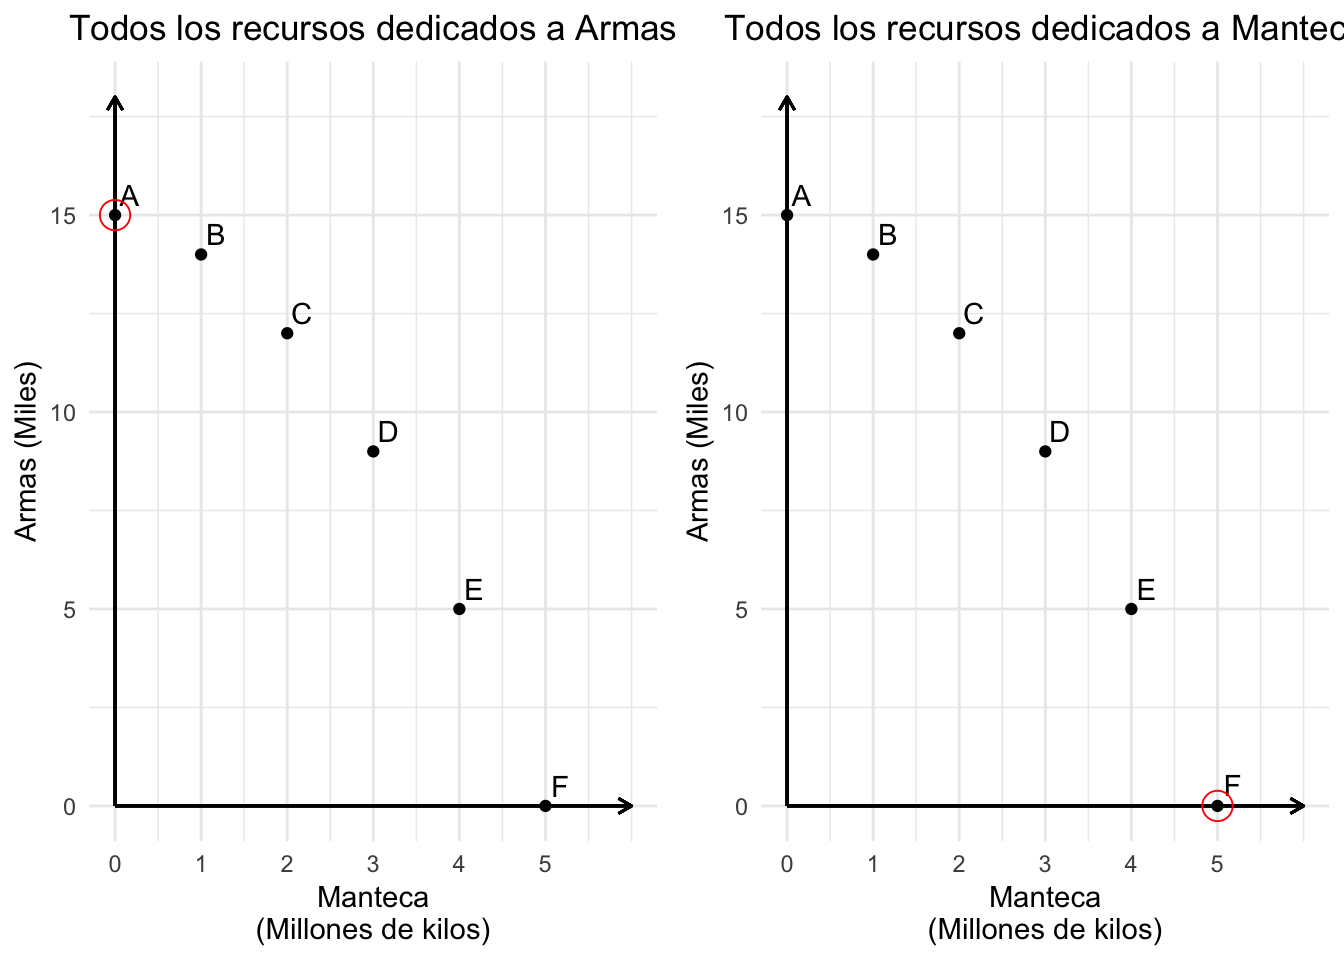 Todos los recursos dedicados a Armas
15
10
5
0
Armas (Miles)
A
B
C
D
E
F
0 1 2 3 4 5
Manteca
(Millones de kilos)
Todos los recursos dedicados a Mantec
15
10
5
0
Armas (Miles)
A
B
C
D
E
F
0 1 2 3 4 5
Manteca
(Millones de kilos)